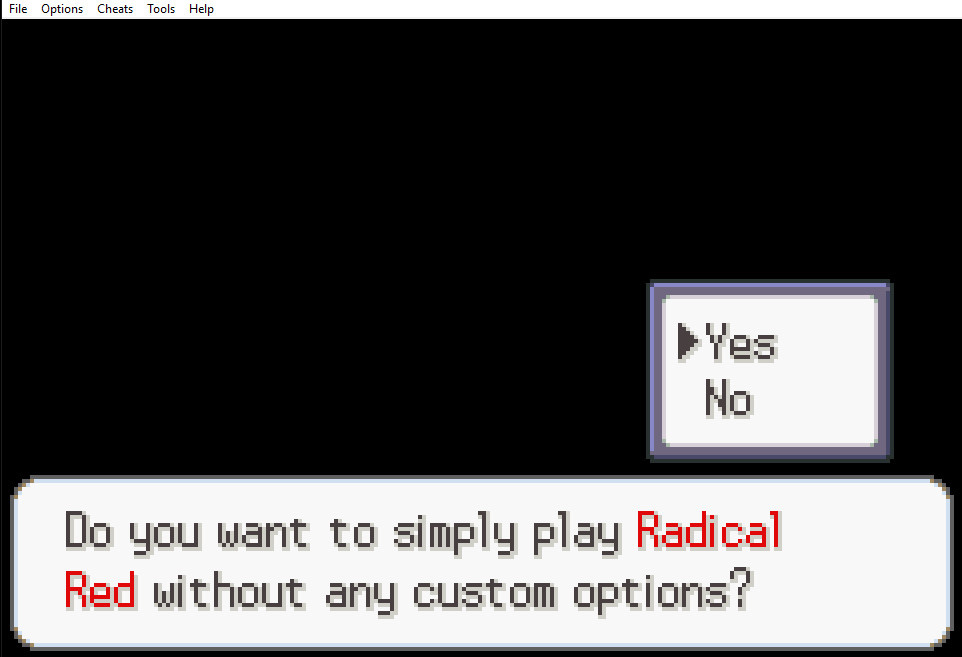 File Options Cheats Tools Help
Yes
No
Do you want to simply play Radical
Red without any custom options?